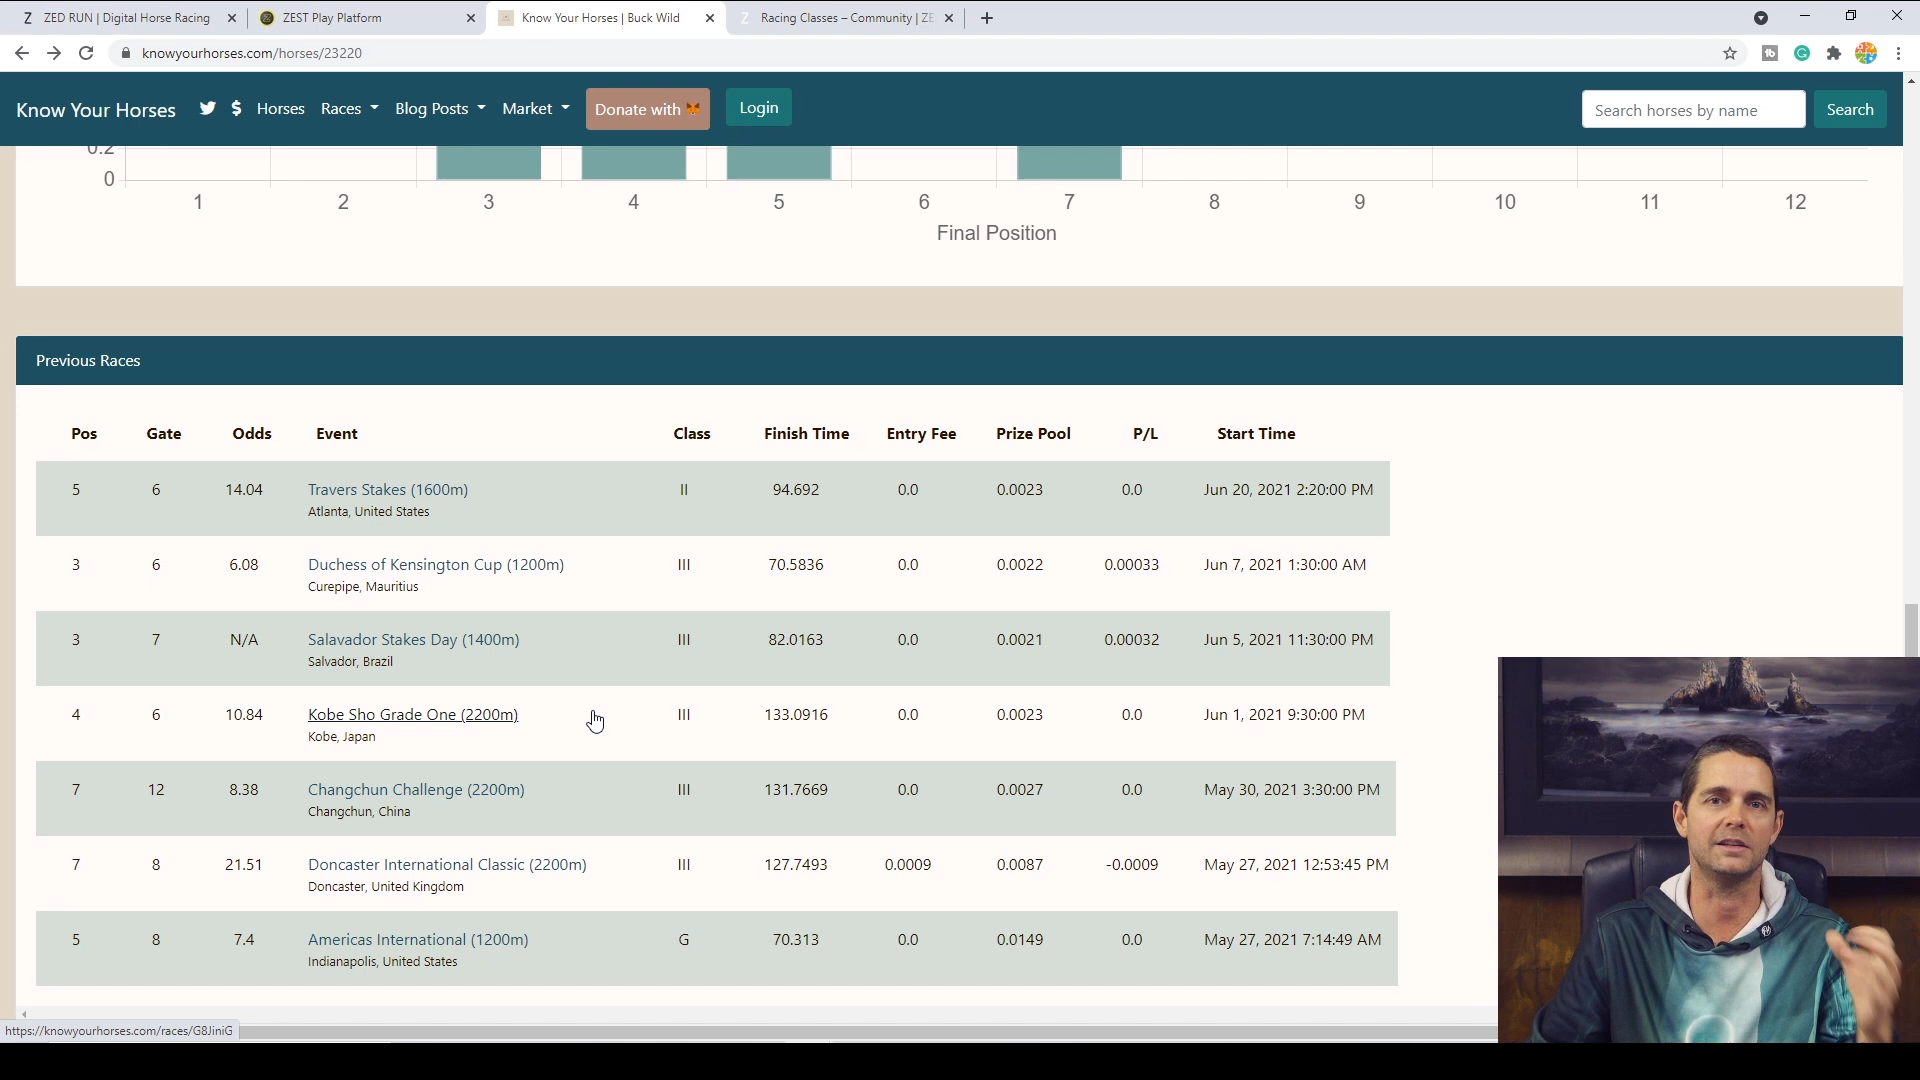 ZED RUN | Digital Horse Racing
ZEST Play Platform
Know Your Horses | Buck Wild
Racing Classes – Community | ZE
knowyourhorses.com/horses/23220
Know Your Horses $ Horses Races Blog Posts Market Donate with Login Search horses by name Search
0.2
0
1 2 3 4 5 6 7 8 9 10 11 12
Final Position
Previous Races
Pos Gate Odds Event Class Finish Time Entry Fee Prize Pool P/L Start Time
5 6 14.04 Travers Stakes (1600m) II 94.692 0.0 0.0023 0.0 Jun 20, 2021 2:20:00 PM
Atlanta, United States
3 6 6.08 Duchess of Kensington Cup (1200m) III 70.5836 0.0 0.0022 0.00033 Jun 7, 2021 1:30:00 AM
Curepipe, Mauritius
3 7 N/A Salavador Stakes Day (1400m) III 82.0163 0.0 0.0021 0.00032 Jun 5, 2021 11:30:00 PM
Salvador, Brazil
4 6 10.84 Kobe Sho Grade One (2200m) III 133.0916 0.0 0.0023 0.0 Jun 1, 2021 9:30:00 PM
Kobe, Japan
7 12 8.38 Changchun Challenge (2200m) III 131.7669 0.0 0.0027 0.0 May 30, 2021 3:30:00 PM
Changchun, China
7 8 21.51 Doncaster International Classic (2200m) III 127.7493 0.0009 0.0087 -0.0009 May 27, 2021 12:53:45 PM
Doncaster, United Kingdom
5 8 7.4 Americas International (1200m) G 70.313 0.0 0.0149 0.0 May 27, 2021 7:14:49 AM
Indianapolis, United States
https://knowyourhorses.com/races/G8JiniG